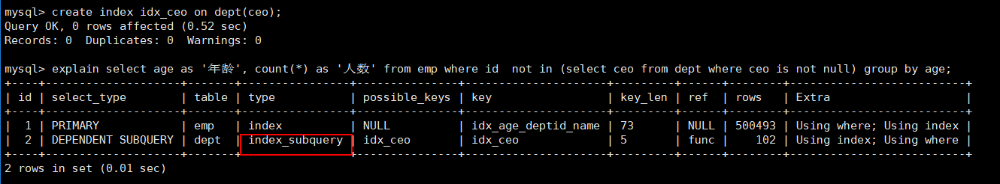 mysql> create index idx_ceo on dept(ceo);
Query OK, 0 rows affected (0.52 sec)
Records: 0  Duplicates: 0  Warnings: 0
mysql> explain select age as '年龄', count(*) as '人数' from emp where id  not in (select ceo from dept where ceo is not null) group by age;
+----+--------------------+-------+----------------+---------------+---------------------+---------+------+--------+--------------------------+
| id | select_type        | table | type           | possible_keys | key                 | key_len | ref  | rows   | Extra                    |
+----+--------------------+-------+----------------+---------------+---------------------+---------+------+--------+--------------------------+
|  1 | PRIMARY            | emp   | index          | NULL          | idx_age_deptid_name | 73      | NULL | 500493 | Using where; Using index |
|  2 | DEPENDENT SUBQUERY | dept  | index_subquery | idx_ceo       | idx_ceo             | 5       | func |    102 | Using index; Using where |
+----+--------------------+-------+----------------+---------------+---------------------+---------+------+--------+--------------------------+
2 rows in set (0.01 sec)